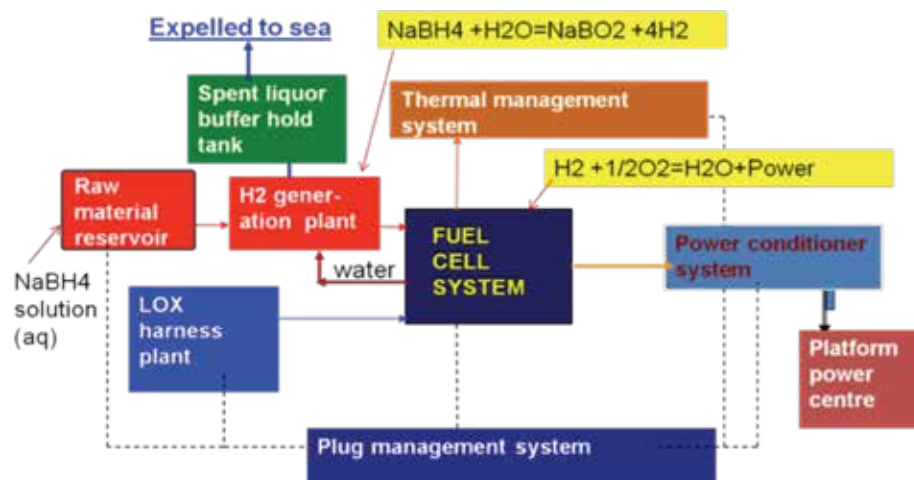 Expelled to sea
NaBH4 +H2O=NaBO2 +4H2
Spent liquor
buffer hold
tank
Thermal management
system
H2 +1/2O2=H2O+Power
Raw
material
reservoir
H2 gener-
ation plant
FUEL
CELL
SYSTEM
Power conditioner
system
water
NaBH4
solution
(aq)
LOX
harness
plant
Platform
power
centre
Plug management system